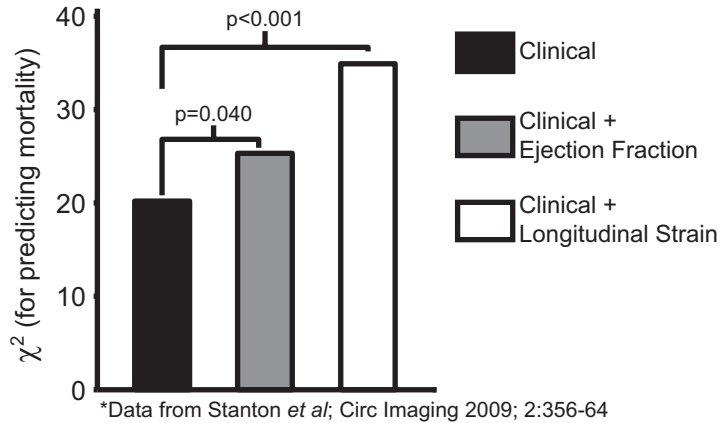 40
30
20
10
0
χ² (for predicting mortality)
p<0.001
p=0.040
Clinical
Clinical +
Ejection Fraction
Clinical +
Longitudinal Strain
*Data from Stanton et al; Circ Imaging 2009; 2:356-64